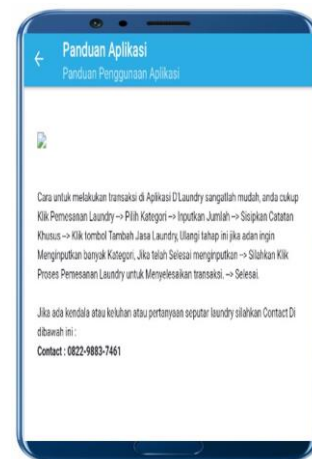 Panduan Aplikasi
Panduan Penggunaan Aplikasi
Cara untuk melakukan transaksi di Aplikasi D'Laundry sangatlah mudah, anda cukup
Klik Pemesanan Laundry --> Pilih Kategori --> Inputkan Jumlah --> Sisipkan Catatan
Khusus --> Klik tombol Tambah Jasa Laundry, Ulangi tahap ini jika adan ingin
Menginputkan banyak Kategori, Jika telah Selesai menginputkan --> Silahkan Klik
Proses Pemesanan Laundry untuk Menyelesaikan transaksi. --> Selesai.
Jika ada kendala atau keluhan atau pertanyaan seputar laundry silahkan Contact Di
dibawah ini :
Contact : 0822-9883-7461